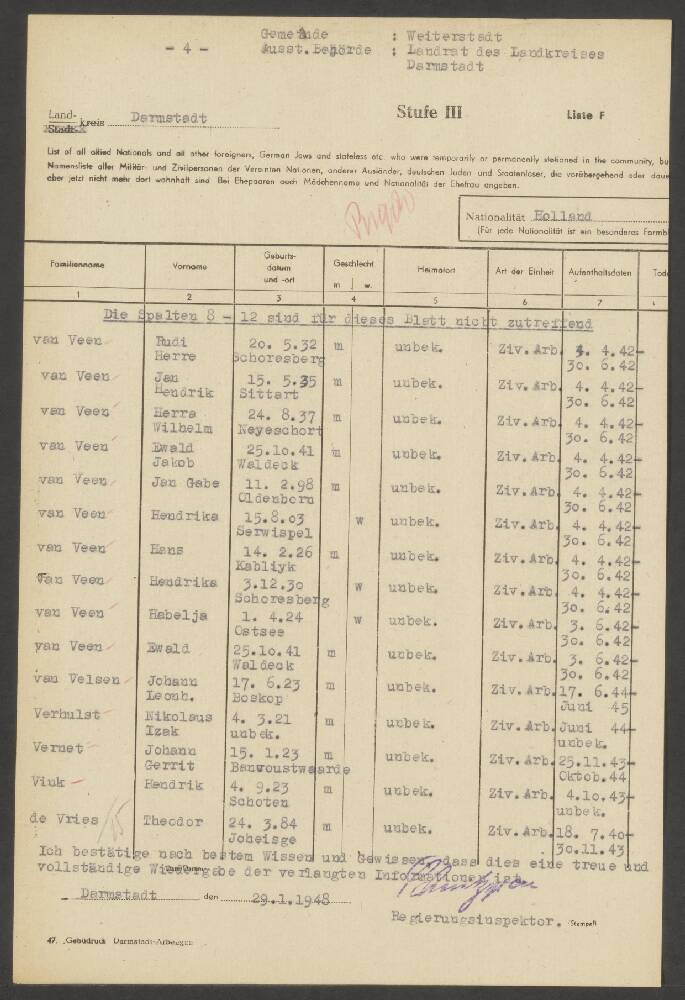 - 4 -
Gemeinde : Weiterstadt
Ausst. Behörde : Landrat des Landkreises
Darmstadt
Land-
Stadt- kreis Darmstadt
Stufe III
Liste F
List of all allied Nationals and all other foreigners, German Jews and stateless etc. who were temporarily or permanently stationed in the community, bu
Namensliste aller Militär- und Zivilpersonen der Vereinten Nationen, anderer Ausländer, deutschen Juden und Staatenloser, die vorübergehend oder daue
aber jetzt nicht mehr dort wohnhaft sind Bei Ehepaaren auch Mädchenname und Nationalität der Ehefrau angeben.
Nationalität Holland
(Für jede Nationalität ist ein besonderes Formb
Familienname Vorname Geburts-datum und -ort Geschlecht m w. Heimatort Art der Einheit Aufenthaltsdaten Tode
1 2 3 4 5 6 7
Die Spalten 8 - 12 sind für dieses Blatt nicht zutreffend
van Veen Rudi 20. 5.32 m unbek. Ziv. Arb. 4. 4.42-
Herre Schoresberg 30. 6.42
van Veen Jan 15. 5.35 m unbek. Ziv. Arb. 4. 4.42-
Hendrik Sittart 30. 6.42
van Veen Herre 24. 8.37 m unbek. Ziv. Arb. 4. 4.42-
Wilhelm Neyeschort 30. 6.42
van Veen Ewald 25.10.41 m unbek. Ziv. Arb. 4. 4.42-
Jakob Waldeck 30. 6.42
van Veen Jan Gabe 11. 2.98 m unbek. Ziv. Arb. 4. 4.42-
Oldenborn 30. 6.42
van Veen Hendrika 15.8.03 w unbek. Ziv. Arb. 4. 4.42-
Serwispel 30. 6.42
van Veen Hans 14. 2.26 m unbek. Ziv. Arb. 4. 4.42-
Kabliyk 30. 6.42
Van Veen Hendrika 3.12.30 w unbek. Ziv. Arb. 4. 4.42-
Schoresberg 30. 6.42
van Veen Habelja 1. 4.24 w unbek. Ziv. Arb. 3. 6.42-
Ostsee 30. 6.42
van Veen Ewald 25.10.41 m unbek. Ziv. Arb. 3. 6.42-
Waldeck 30. 6.42
van Velsen Johann 17. 6.23 m unbek. Ziv. Arb. 17. 6.44-
Leonh. Boskop Juni 45
Verhulst Nikolaus 4. 3.21 m unbek. Ziv. Arb. Juni 44-
Izak unbek. unbek.
Vernet Johann 15. 1.23 m unbek. Ziv. Arb. 25.11.43-
Gerrit Banvoustwaarde Oktob.44
Viuk Hendrik 4. 9.23 m unbek. Ziv. Arb. 4.10.43-
Schoten unbek.
de Vries Theodor 24. 3.84 m unbek. Ziv. Arb. 18. 7.40-
Joheisge 30.11.43
Ich bestätige nach bestem Wissen und Gewissen, dass dies eine treue und
vollständige Wiedergabe der verlangten Informationen ist.
Darmstadt den 29.1.1948
Regierungsinspektor. (Stempel)
47. Gebudruck Darmstadt-Arheilgen